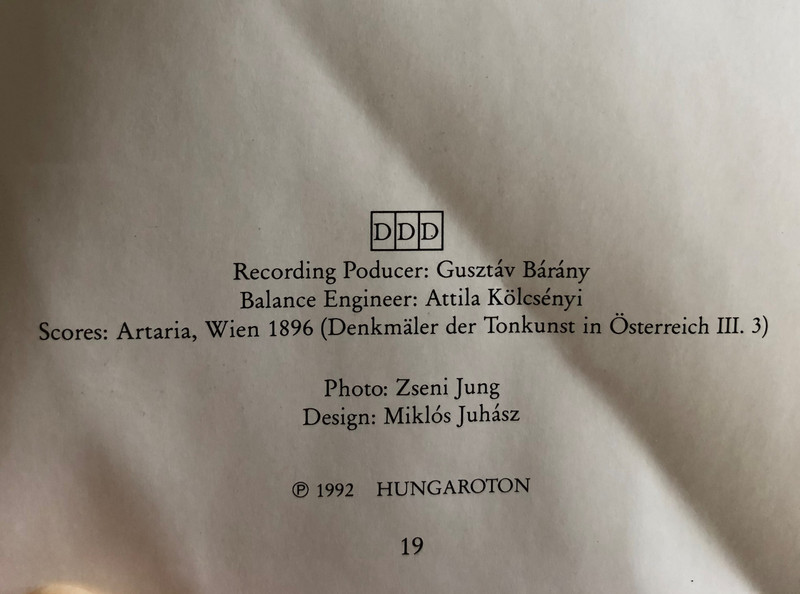 DDD
Recording Poducer: Gusztáv Bárány
Balance Engineer: Attila Kölcsényi
Scores: Artaria, Wien 1896 (Denkmäler der Tonkunst in Österreich III. 3)
Photo: Zseni Jung
Design: Miklós Juhász
℗ 1992 HUNGAROTON
19